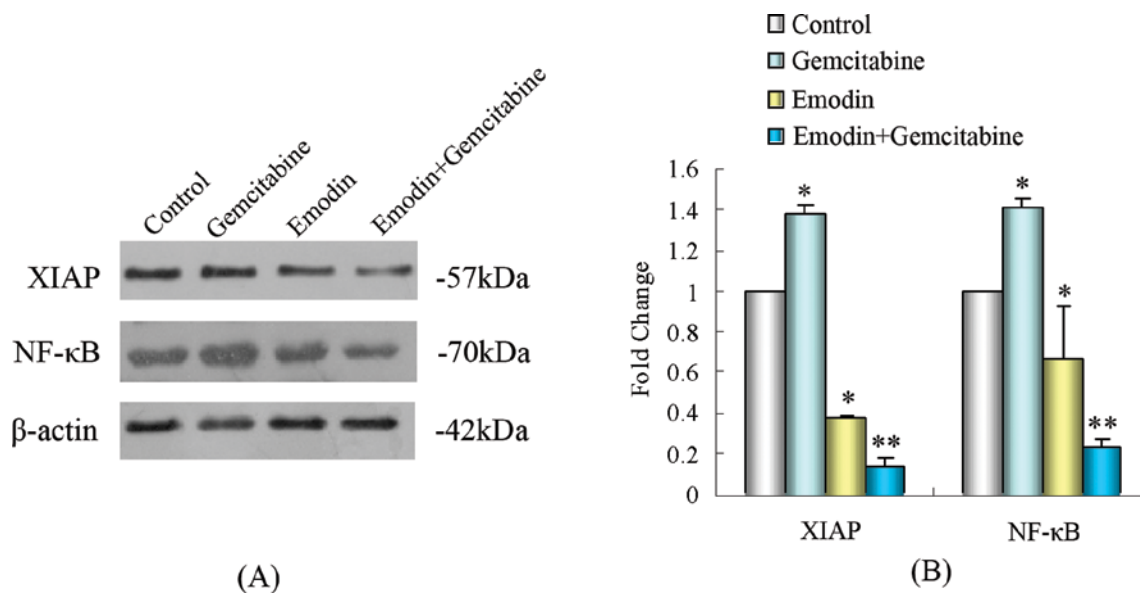 Control
Gemcitabine
Emodin
Emodin+Gemcitabine
XIAP
-57kDa
NF-κB
-70kDa
β-actin
-42kDa
(A)
Control
Gemcitabine
Emodin
Emodin+Gemcitabine
Fold Change
1.6
1.4
1.2
1
0.8
0.6
0.4
0.2
0
*
*
**
*
*
**
XIAP
NF-κB
(B)